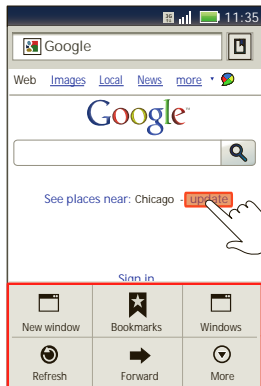 11:35
Google
Web Images Local News more
Google
See places near: Chicago - update
Sign in
New window Bookmarks Windows
Refresh Forward More